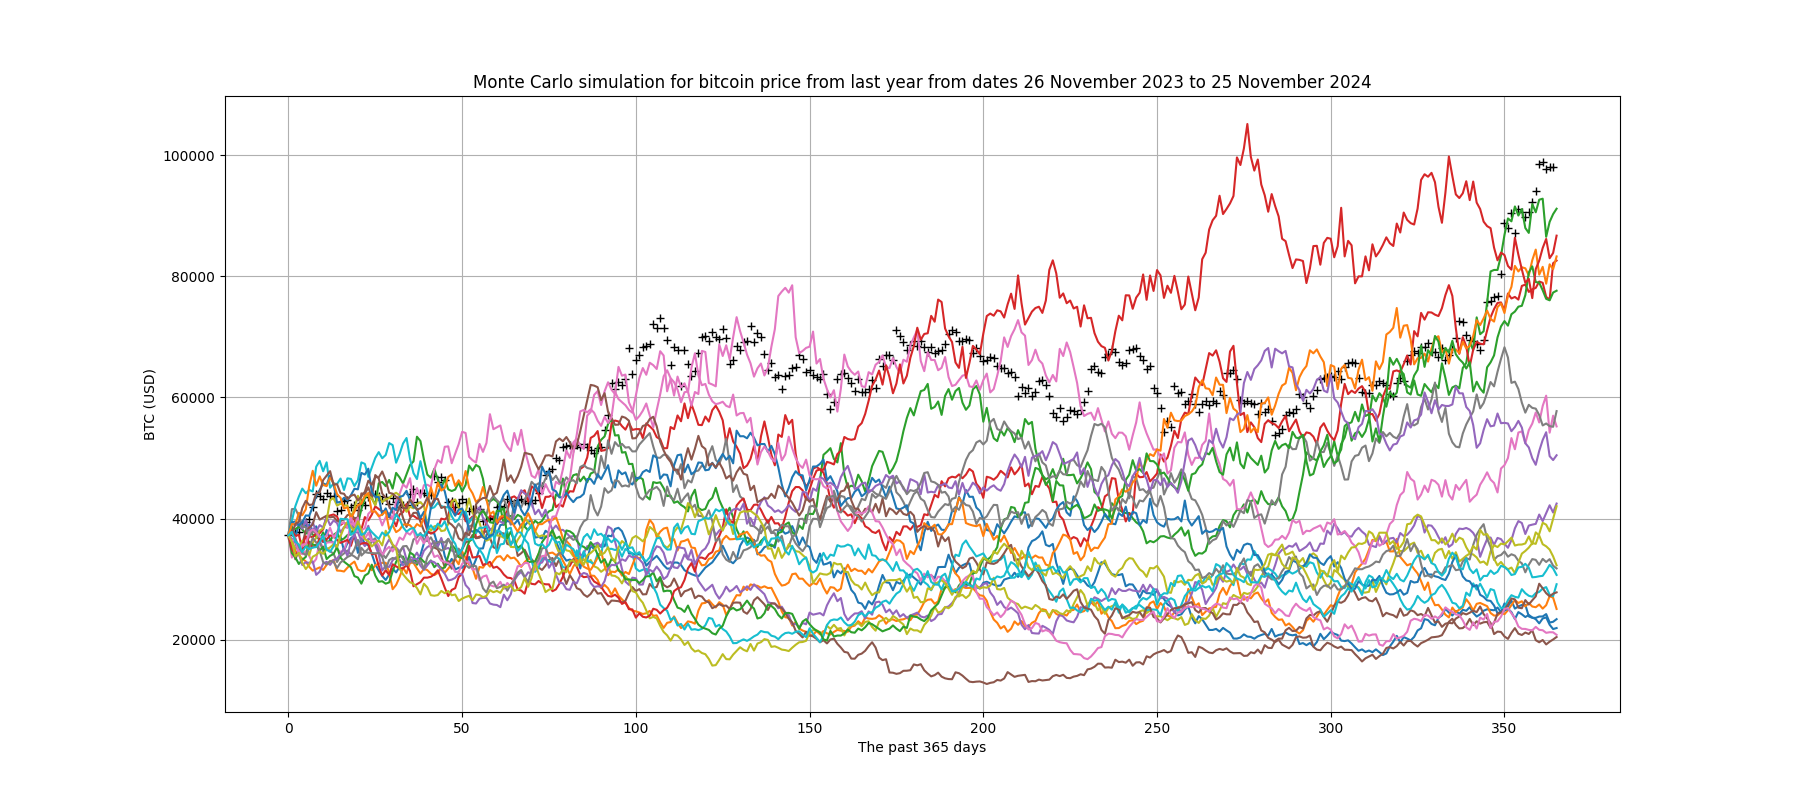 Monte Carlo simulation for bitcoin price from last year from dates 26 November 2023 to 25 November 2024
100000
80000
60000
40000
20000
BTC (USD)
0 50 100 150 200 250 300 350
The past 365 days